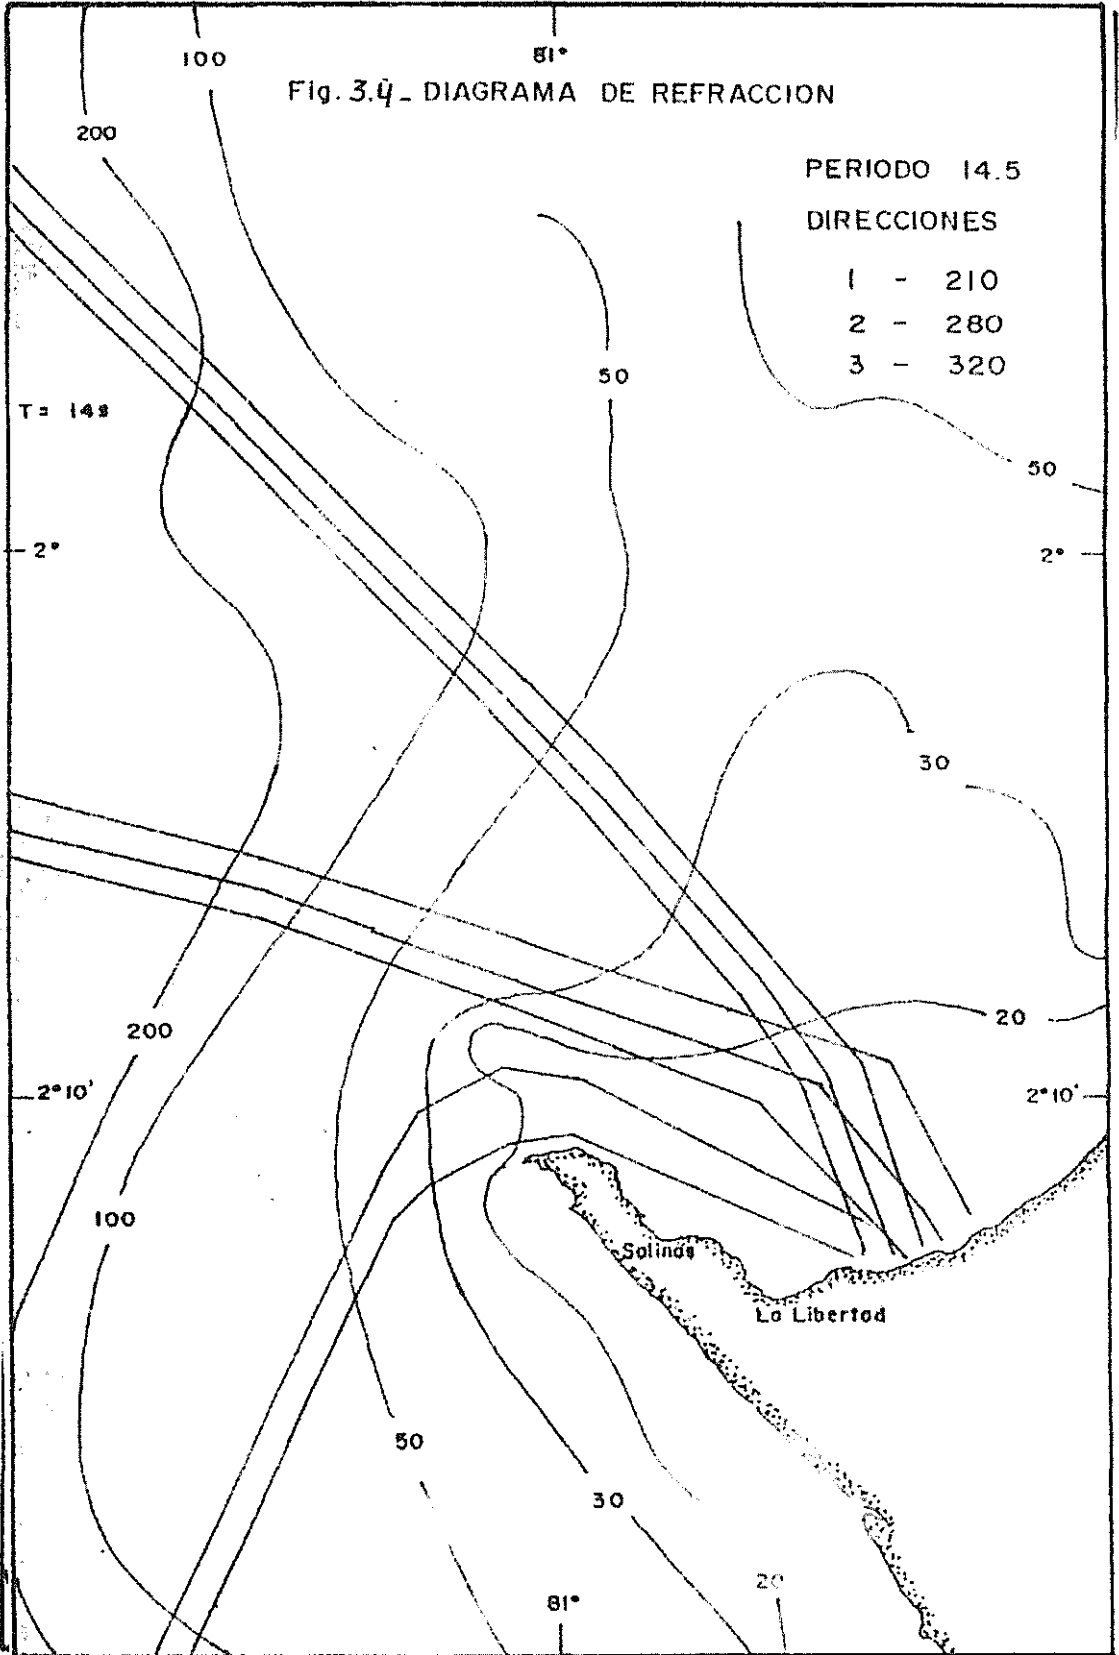 100
81°
Fig. 3.4_ DIAGRAMA DE REFRACCION
200
PERIODO 14.5
DIRECCIONES
1 - 210
2 - 280
3 - 320
50
T= 14s
50
2°
2°
30
200
20
2°10'
2°10'
100
Salinas
La Libertad
50
30
20
81°